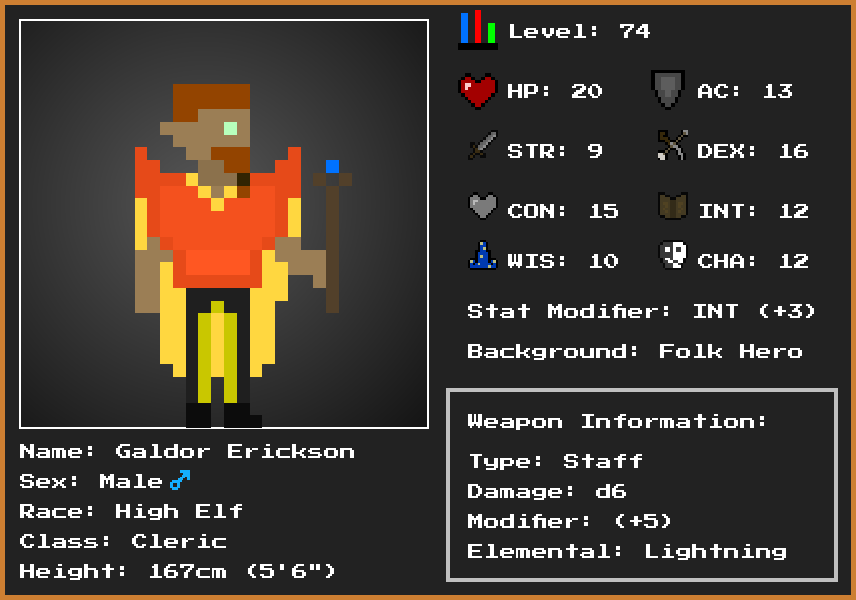 Level: 74
HP: 20 AC: 13
STR: 9 DEX: 16
CON: 15 INT: 12
WIS: 10 CHA: 12
Stat Modifier: INT (+3)
Background: Folk Hero
Weapon Information:
Type: Staff
Damage: d6
Modifier: (+5)
Elemental: Lightning
Name: Galdor Erickson
Sex: Male♂
Race: High Elf
Class: Cleric
Height: 167cm (5'6")